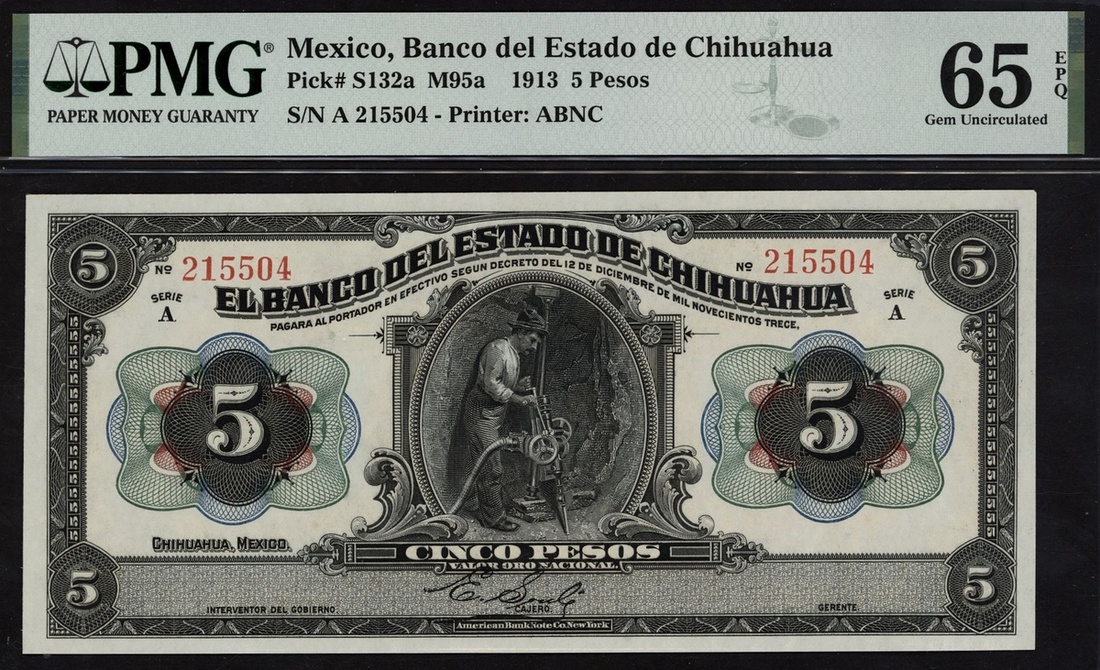 PMG®
PAPER MONEY GUARANTY
Mexico, Banco del Estado de Chihuahua
Pick# S132a M95a 1913 5 Pesos
S/N A 215504 - Printer: ABNC
65
EPQ
Gem Uncirculated
5
5
Nº 215504
Nº 215504
EL BANCO DEL ESTADO DE CHIHUAHUA
SERIE
A
SERIE
A
PAGARA AL PORTADOR EN EFECTIVO SEGUN DECRETO DEL 12 DE DICIEMBRE DE MIL NOVECIENTOS TRECE.
5
5
CHIHUAHUA, MEXICO.
CINCO PESOS
VALOR ORO NACIONAL
5
5
INTERVENTOR DEL GOBIERNO
CAJERO.
GERENTE
American Bank Note Co. New York